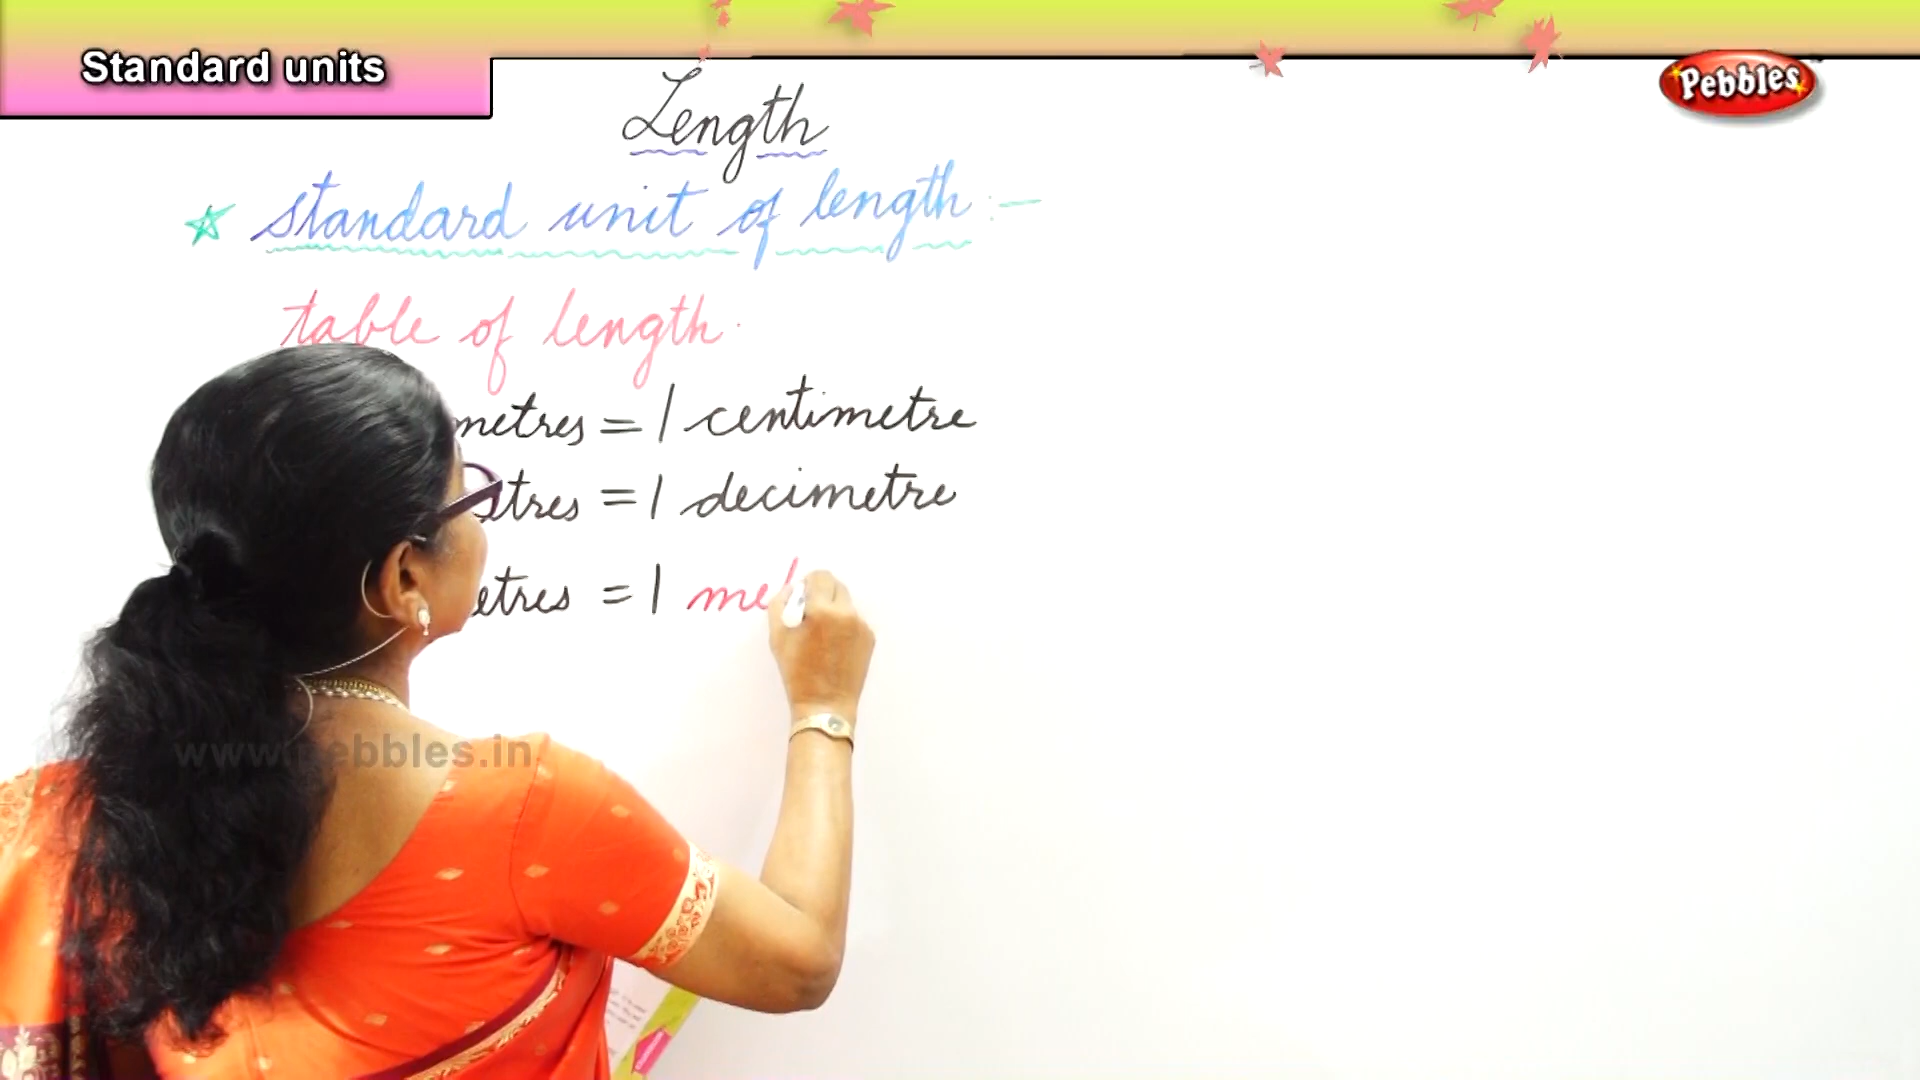 Standard units
Pebbles
Length
standard unit of length :-
table of length.
metres = 1 centimetre
tres = 1 decimetre
etres = 1 met
www.pebbles.in